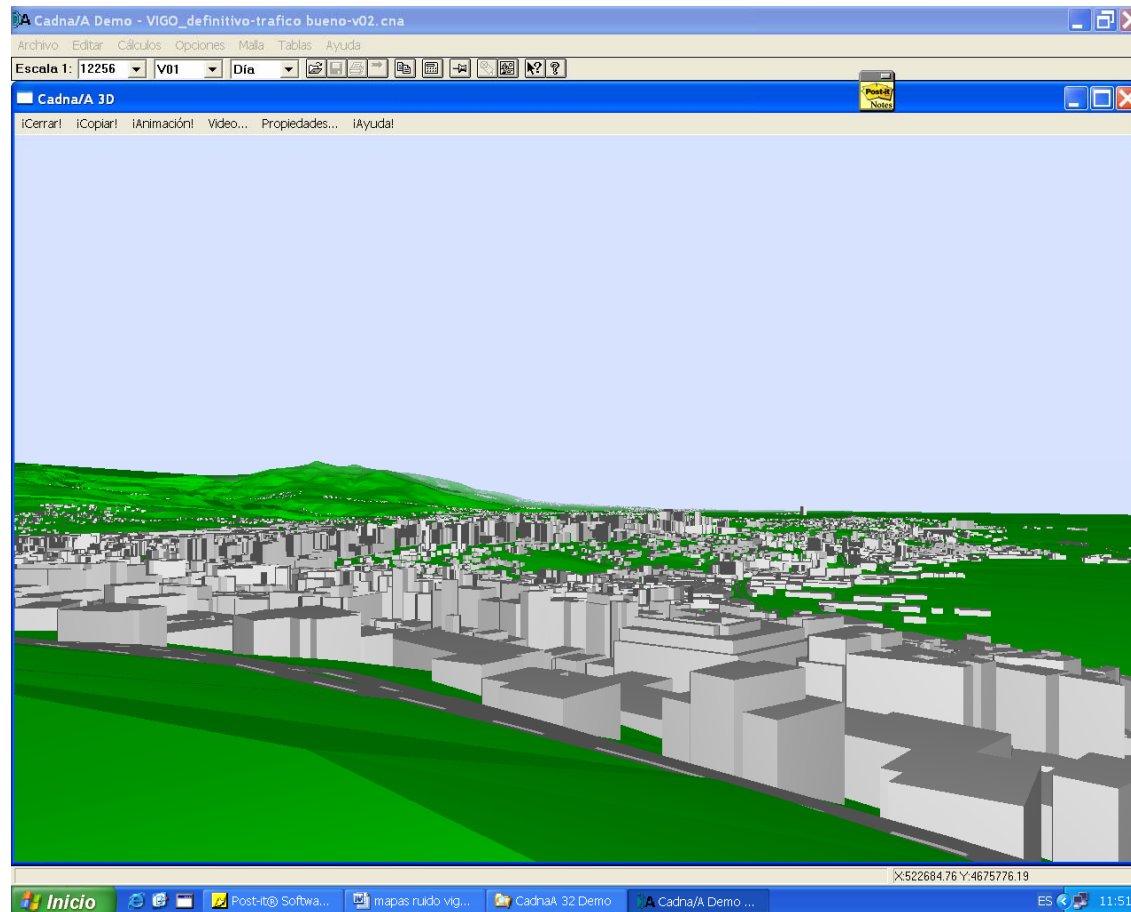 Cadna/A Demo - VIGO_definitivo-trafico bueno-v02.cna
Archivo Editar Cálculos Opciones Malla Tablas Ayuda
Escala 1: 12256 V01 Día
Cadna/A 3D
Post-it
Notes
¡Cerrar! ¡Copiar! ¡Animación! Video... Propiedades... ¡Ayuda!
X:522684.76 Y:4675776.19
Inicio Post-it® Softwa... mapas ruido vig... CadnaA 32 Demo Cadna/A Demo ... ES 11:51